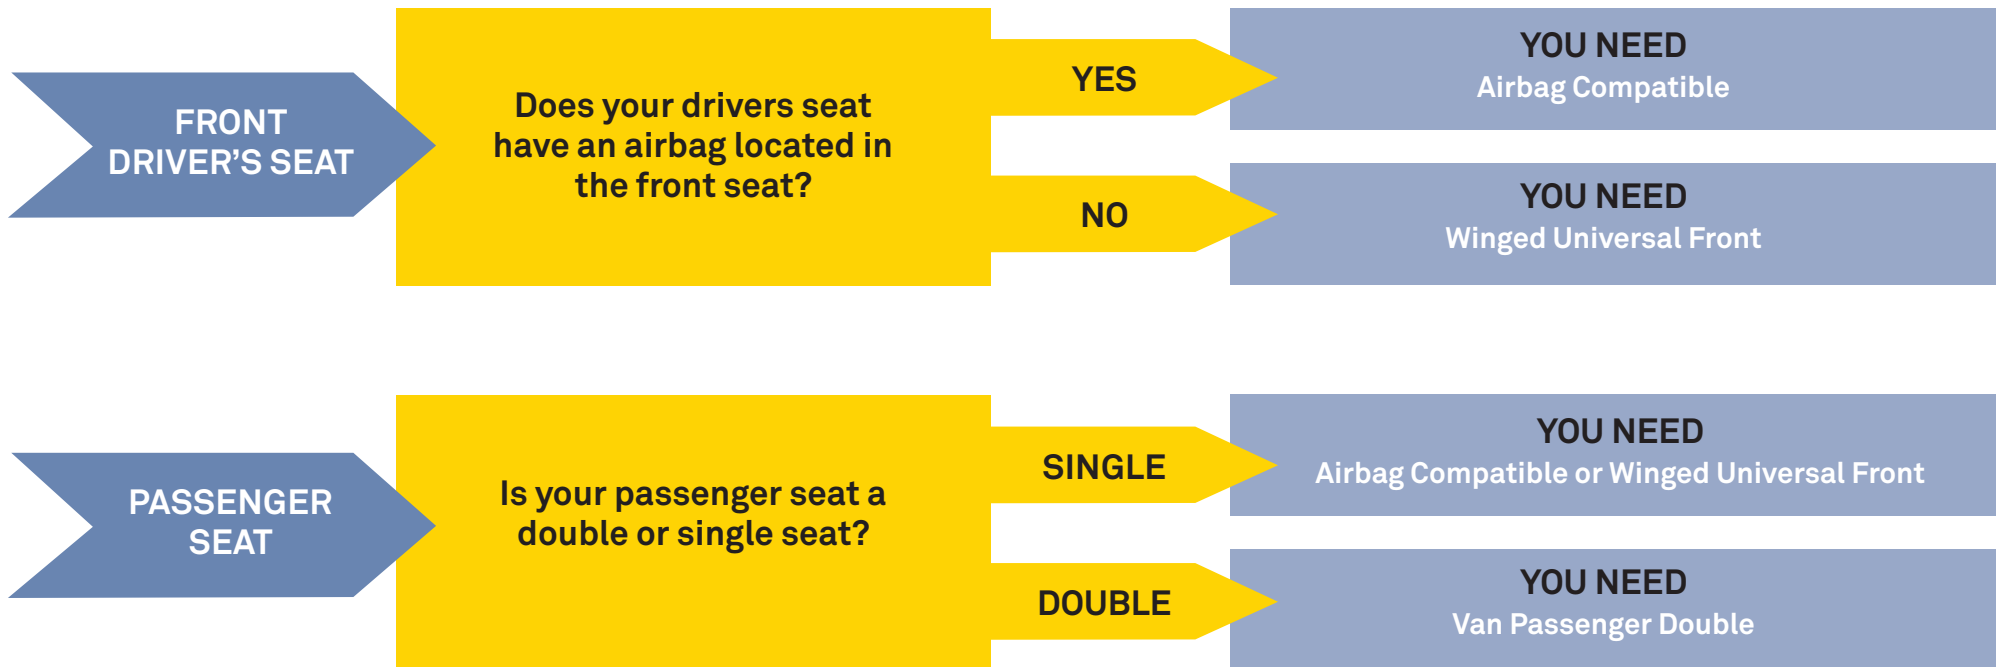 FRONT
DRIVER’S SEAT
Does your drivers seat
have an airbag located in
the front seat?
YES
YOU NEED
Airbag Compatible
NO
YOU NEED
Winged Universal Front
PASSENGER
SEAT
Is your passenger seat a
double or single seat?
SINGLE
YOU NEED
Airbag Compatible or Winged Universal Front
DOUBLE
YOU NEED
Van Passenger Double